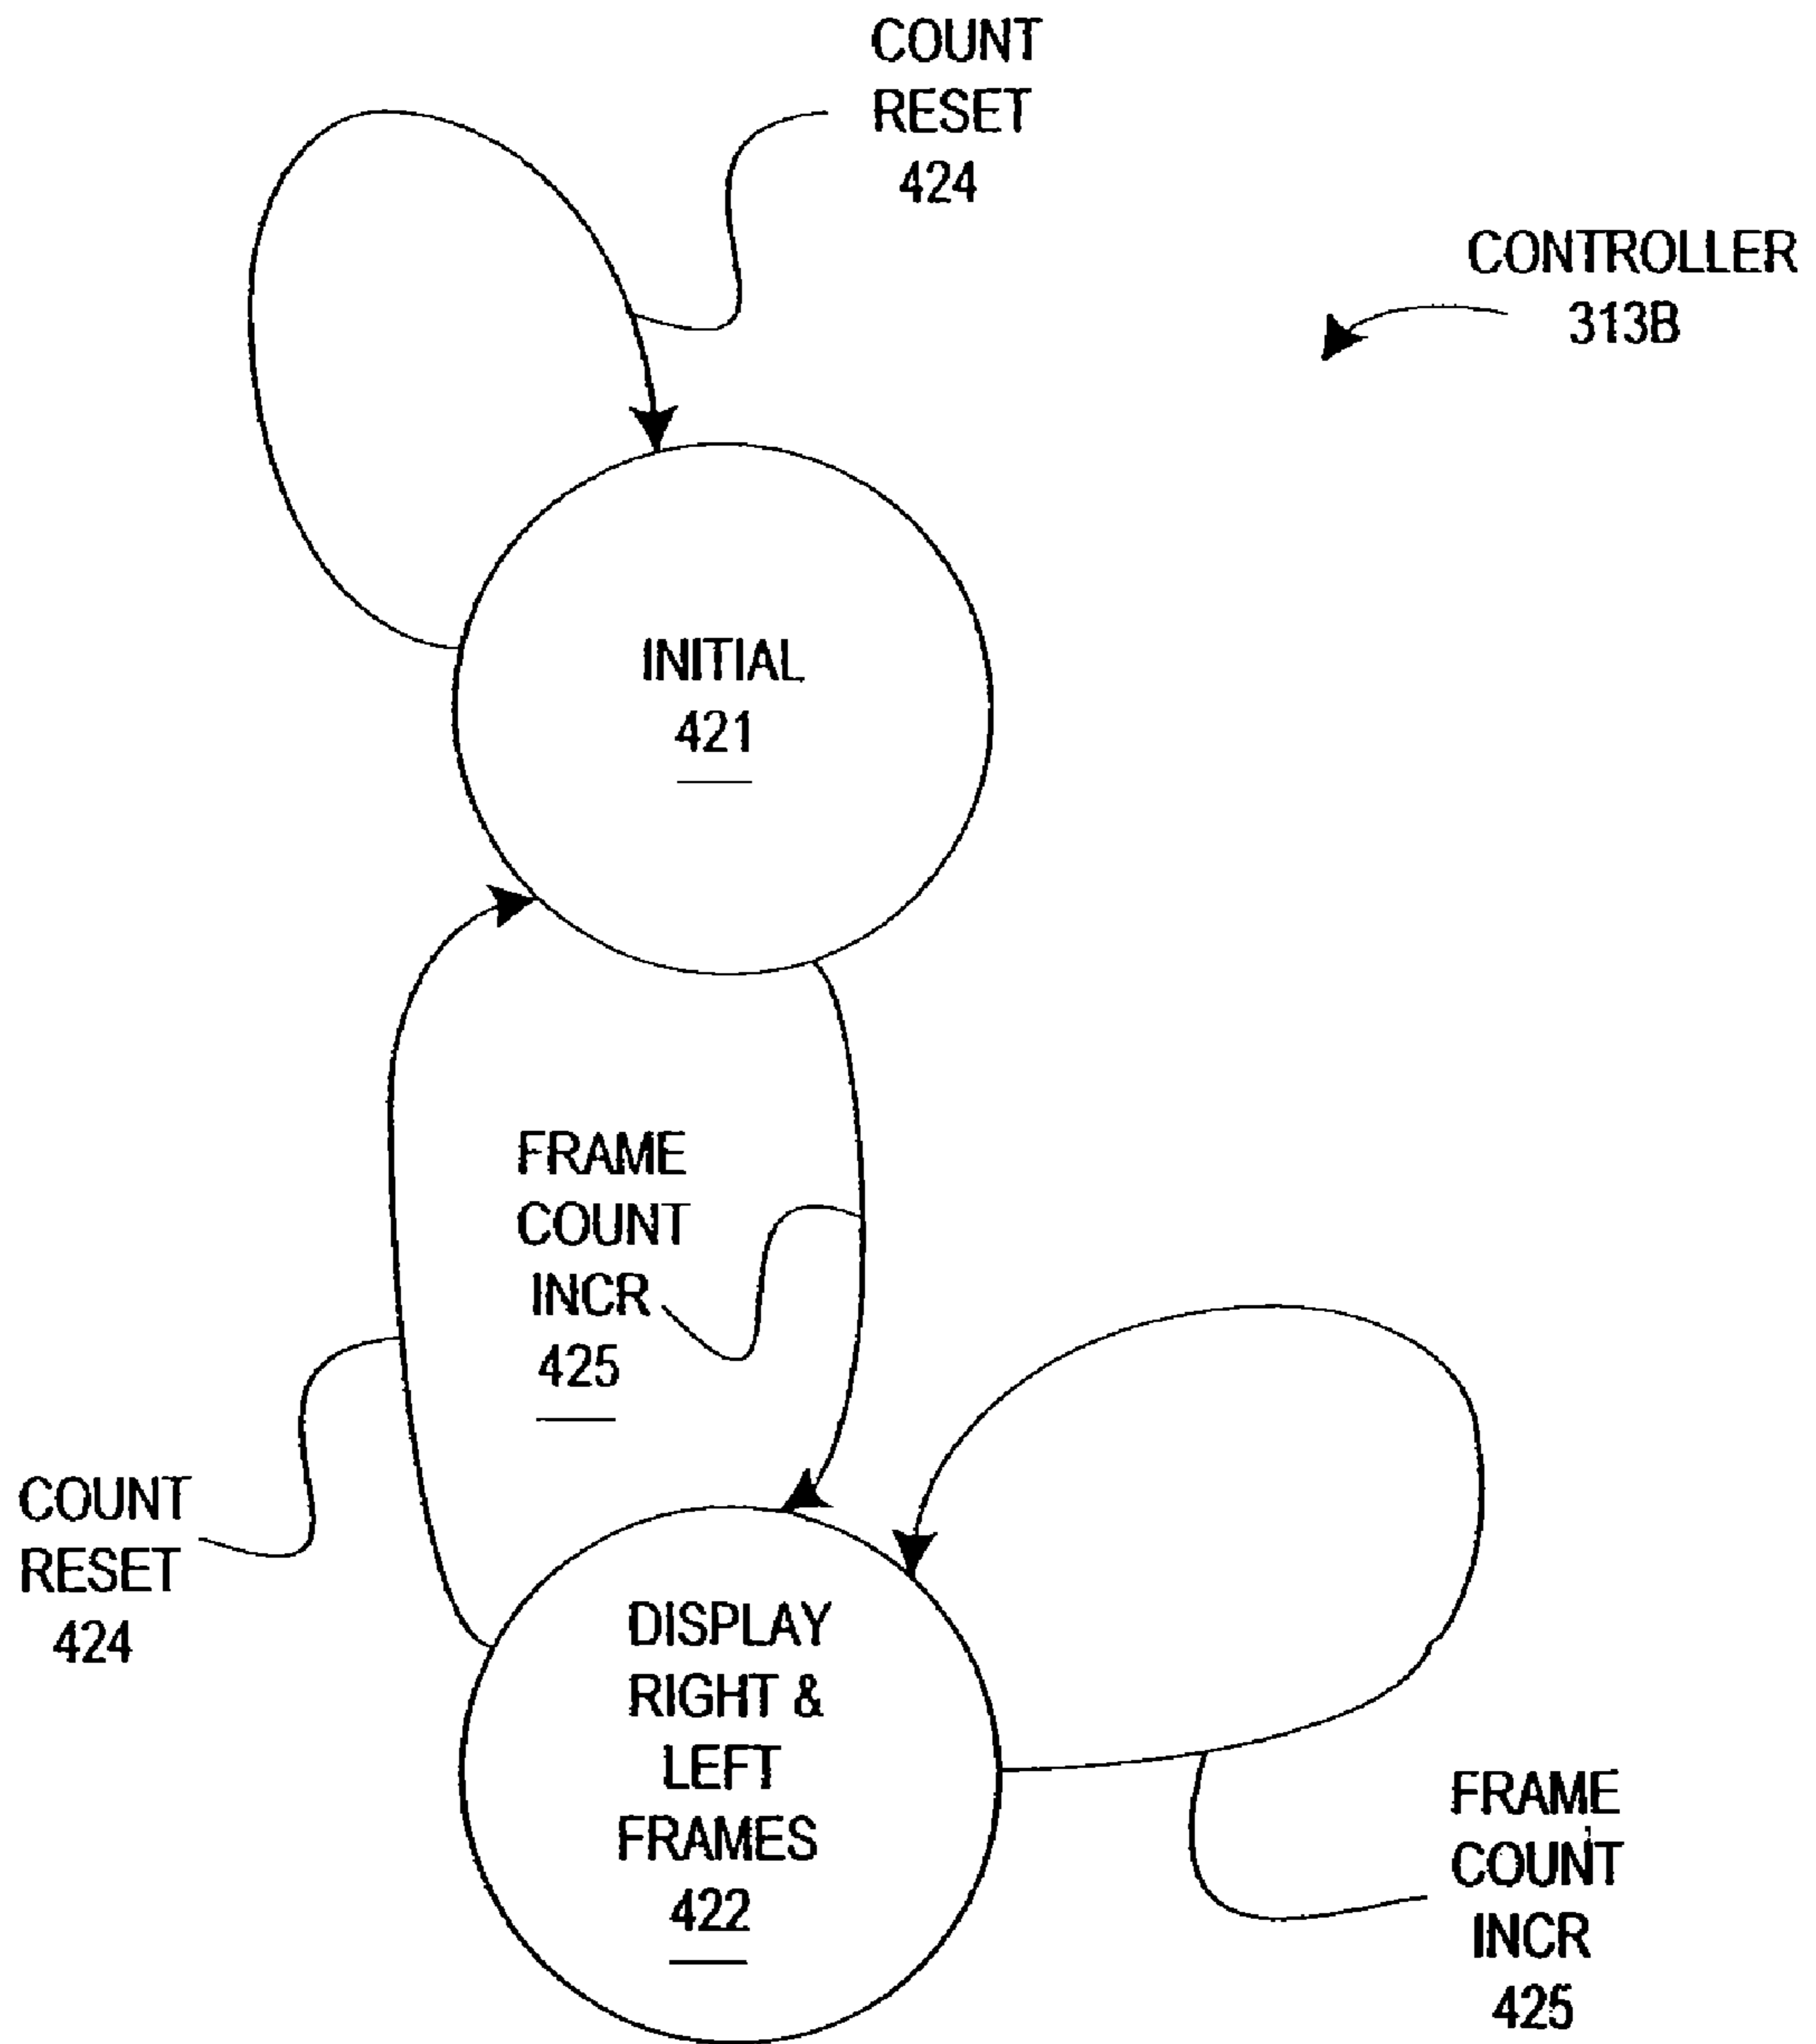 COUNT
RESET
424
CONTROLLER
313B
INITIAL
421
FRAME
COUNT
INCR
425
COUNT
RESET
424
DISPLAY
RIGHT &
LEFT
FRAMES
422
FRAME
COUNT
INCR
425